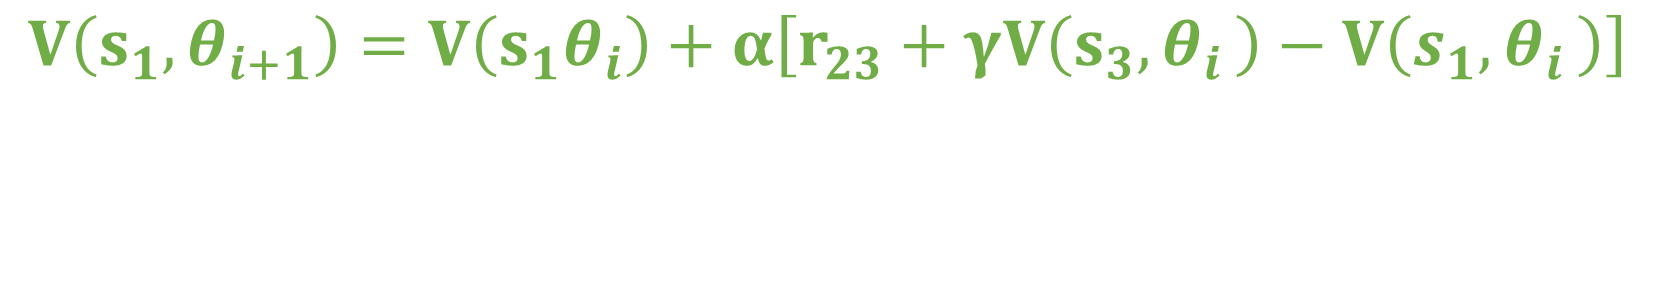 V(s₁, θᵢ₊₁) = V(s₁θᵢ) + α[r₂₃ + γV(s₃, θᵢ ) − V(s₁, θᵢ )]